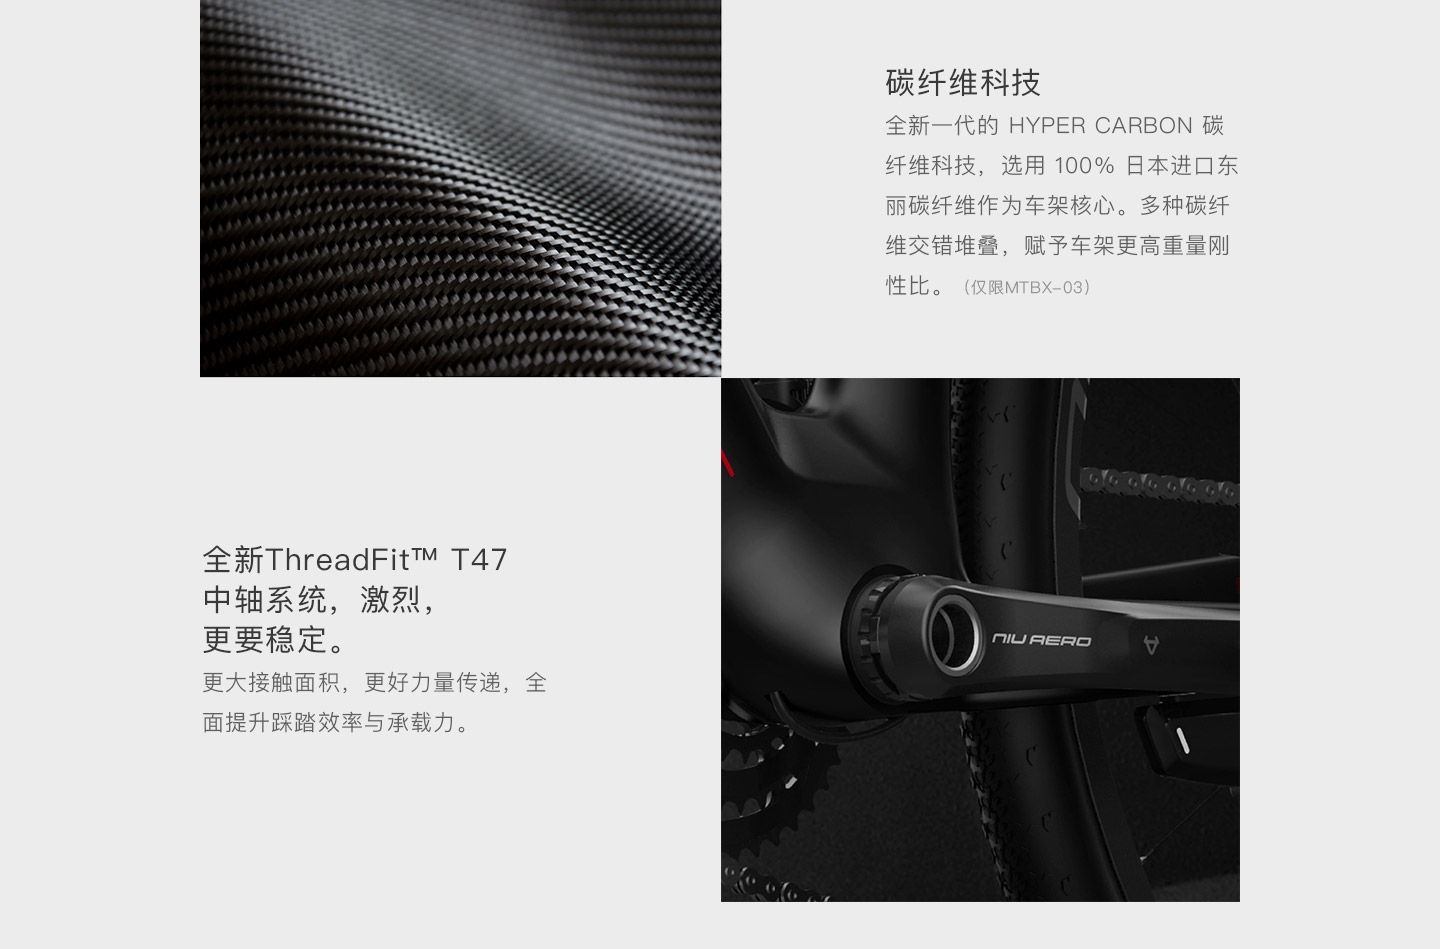 碳纤维科技
全新一代的 HYPER CARBON 碳
纤维科技，选用 100% 日本进口东
丽碳纤维作为车架核心。多种碳纤
维交错堆叠，赋予车架更高重量刚
性比。（仅限MTBX-03）
全新ThreadFit™ T47
中轴系统，激烈，
更要稳定。
更大接触面积，更好力量传递，全
面提升踩踏效率与承载力。
NIU AERO